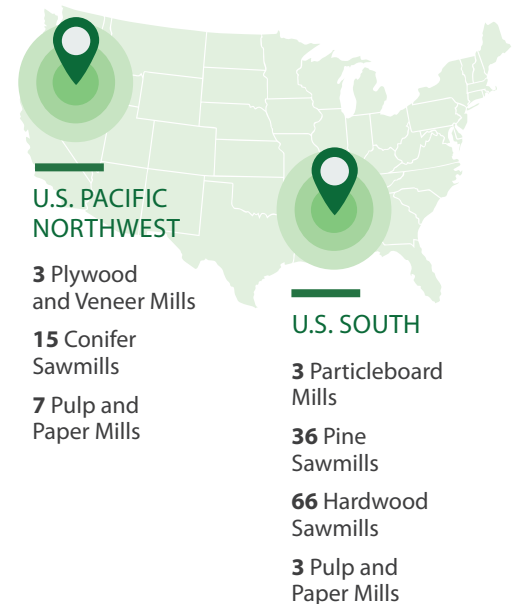 U.S. PACIFIC
NORTHWEST
3 Plywood
and Veneer Mills
15 Conifer
Sawmills
7 Pulp and
Paper Mills
U.S. SOUTH
3 Particleboard
Mills
36 Pine
Sawmills
66 Hardwood
Sawmills
3 Pulp and
Paper Mills